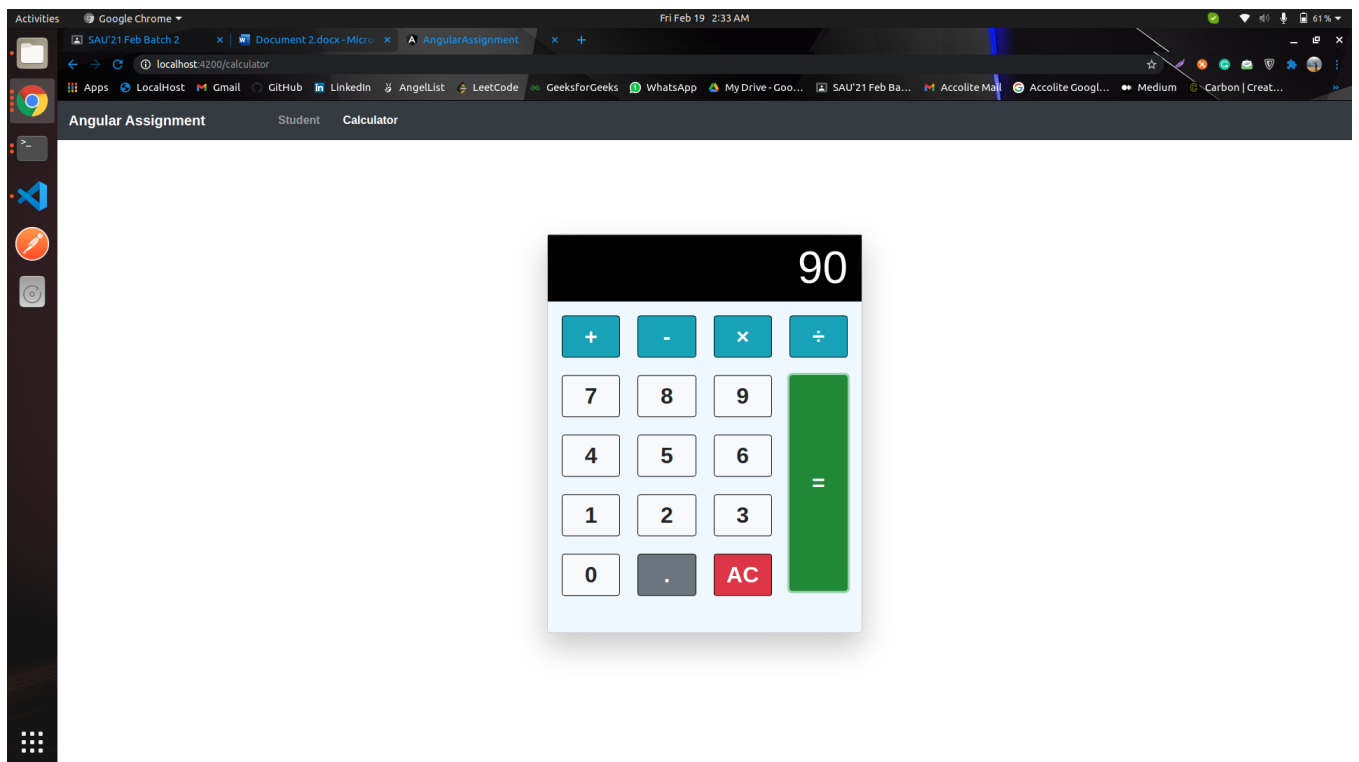 Activities Google Chrome Fri Feb 19 2:33 AM 61 %
SAU'21 Feb Batch 2 × Document 2.docx - Micro × AngularAssignment × +
localhost:4200/calculator
Apps LocalHost Gmail GitHub LinkedIn AngelList LeetCode GeeksforGeeks WhatsApp My Drive - Goo... SAU'21 Feb Ba... Accolite Mail Accolite Googl... Medium Carbon | Creat... »
Angular Assignment Student Calculator
90
+ - × ÷
7 8 9
4 5 6
=
1 2 3
0 . AC